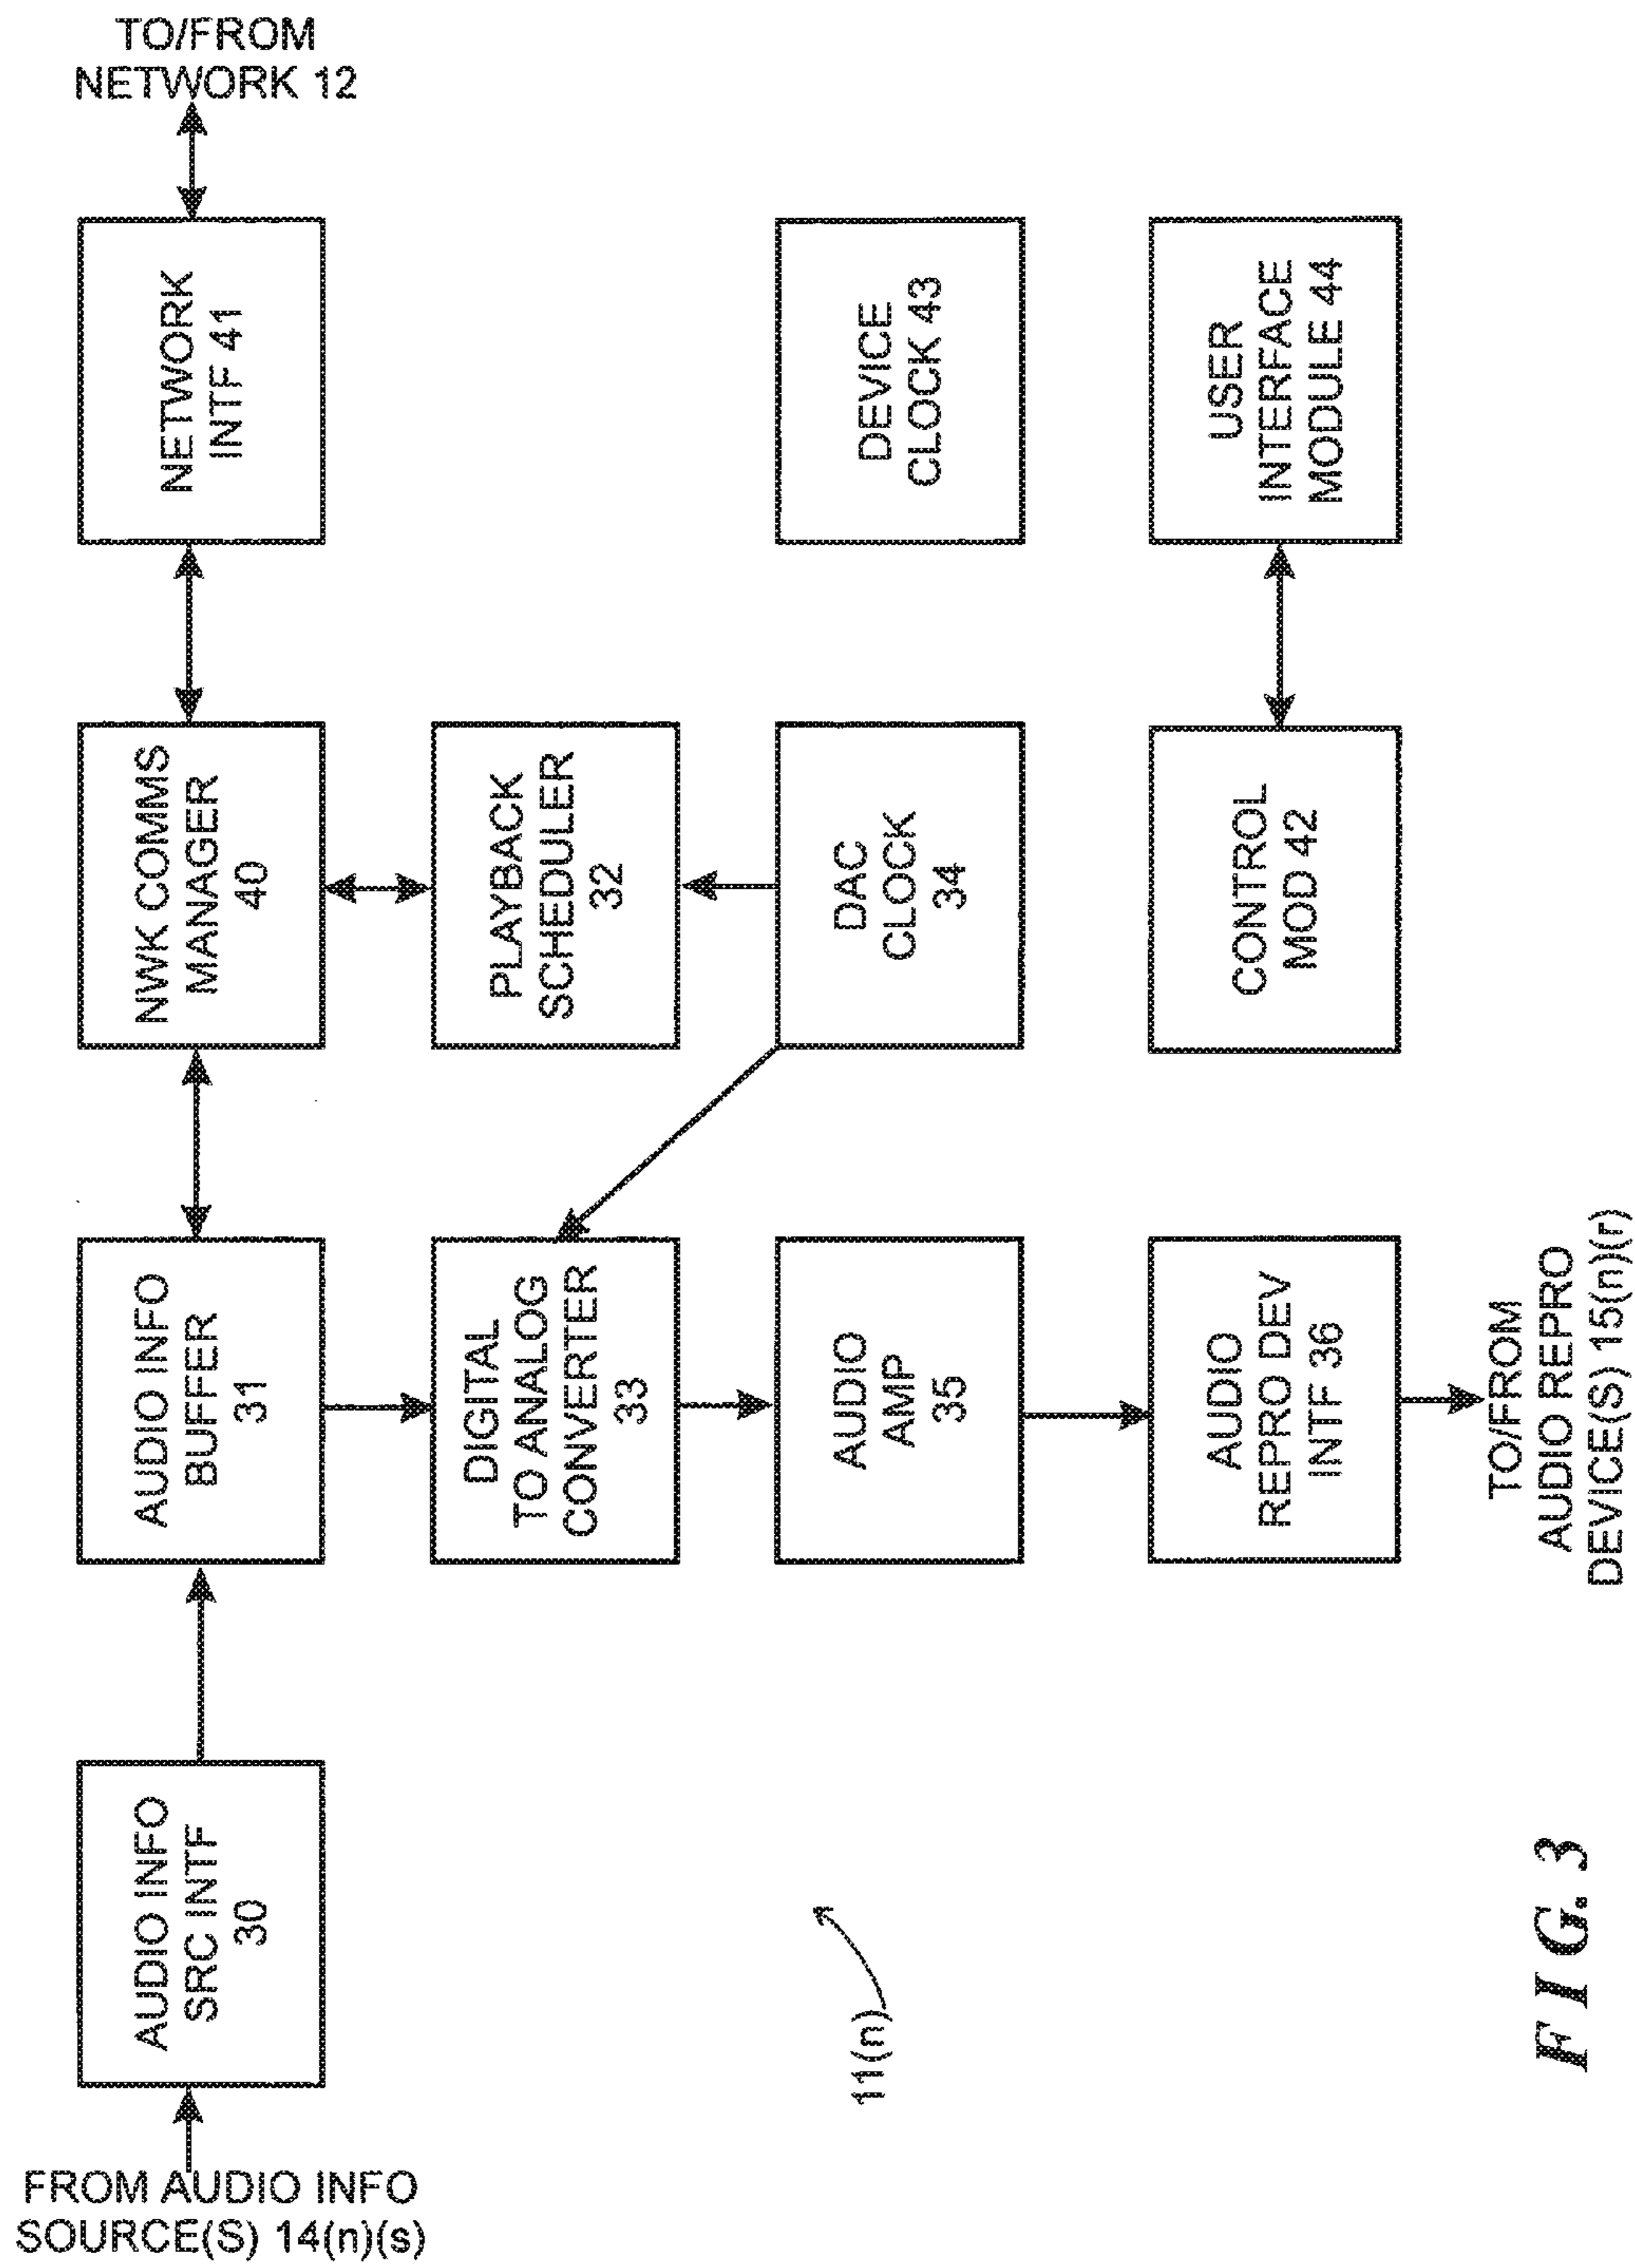 TO/FROM
NETWORK 12
NETWORK
INTF 41
DEVICE
CLOCK 43
USER
INTERFACE
MODULE 44
NWK COMMS
MANAGER
40
PLAYBACK
SCHEDULER
32
DAC
CLOCK
34
CONTROL
MOD 42
AUDIO INFO
BUFFER
31
DIGITAL
TO ANALOG
CONVERTER
33
AUDIO
AMP
35
AUDIO
REPRO DEV
INTF 36
TO/FROM
AUDIO REPRO
DEVICE(S) 15(n)(r)
AUDIO INFO
SRC INTF
30
11(n)
FROM AUDIO INFO
SOURCE(S) 14(n)(s)
FIG. 3